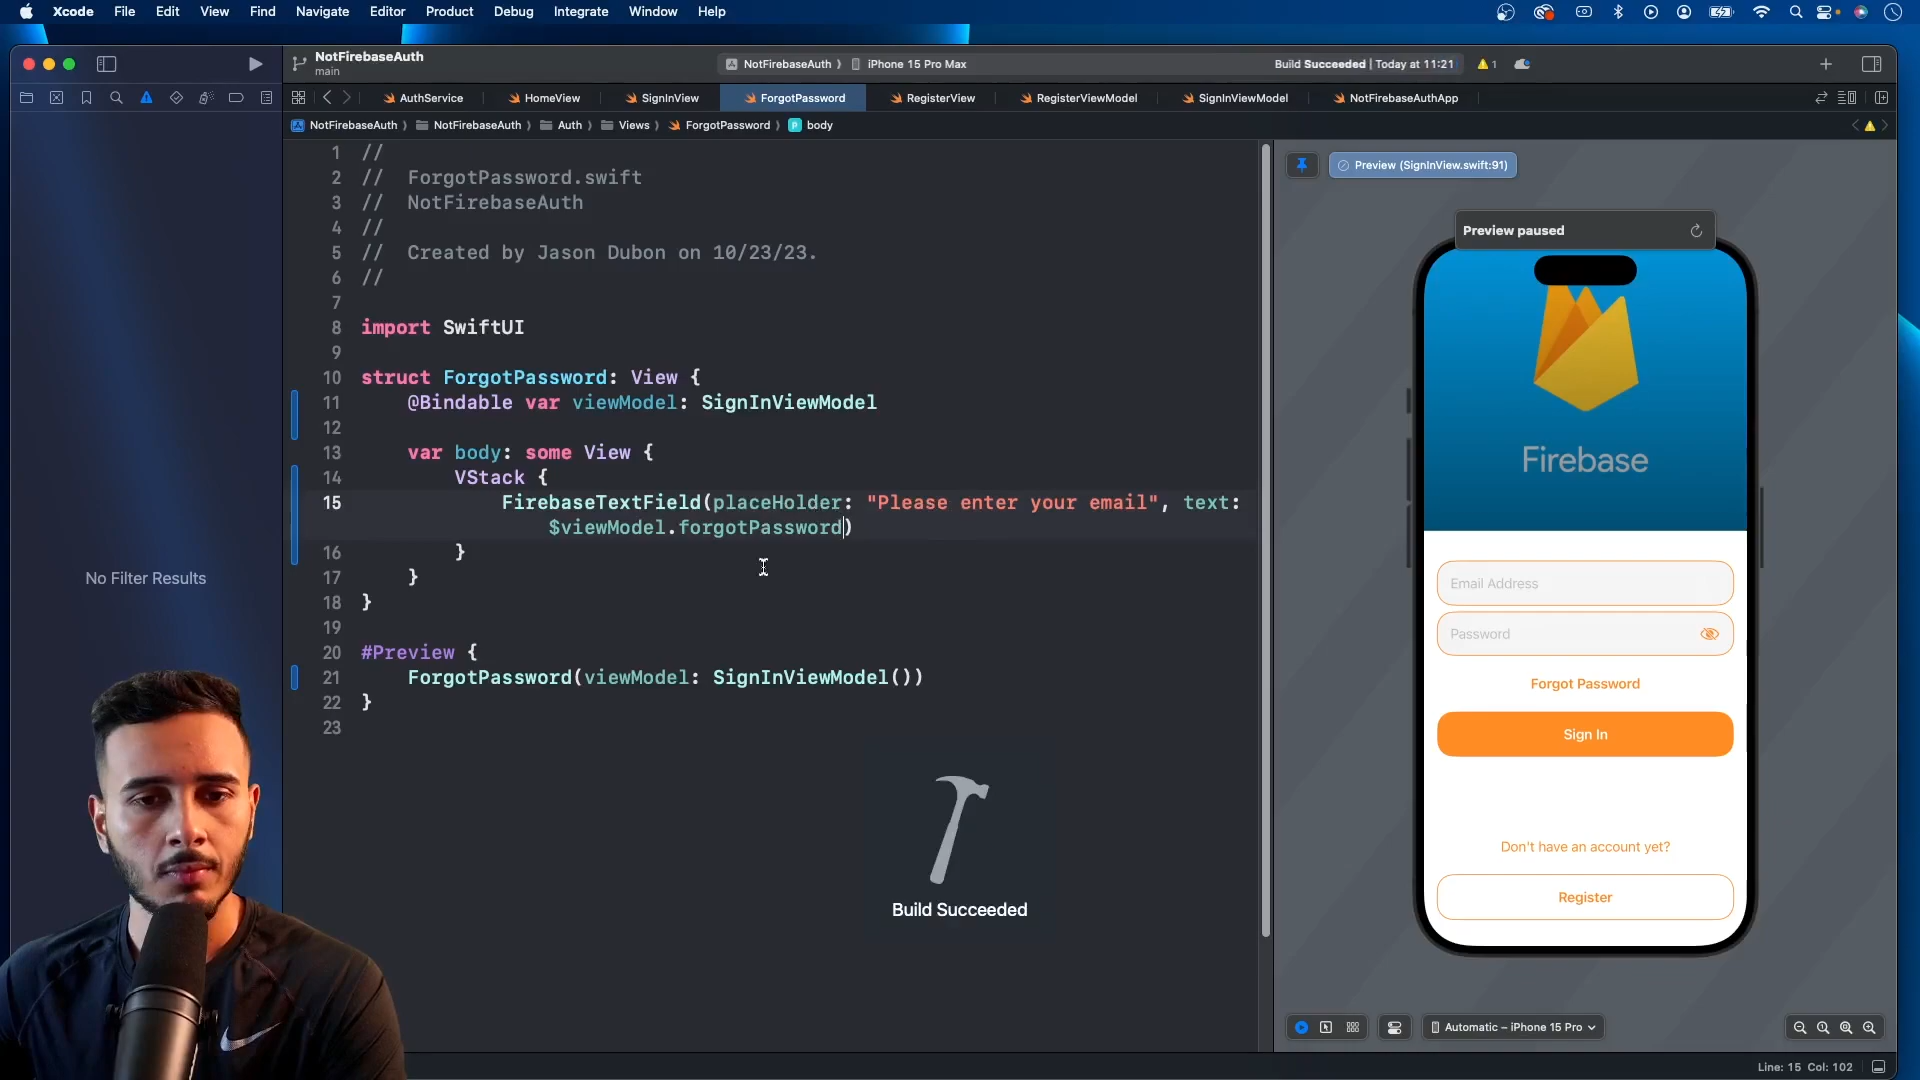 Xcode File Edit View Find Navigate Editor Product Debug Integrate Window Help
NotFirebaseAuth
main
NotFirebaseAuth iPhone 15 Pro Max
Build Succeeded | Today at 11:21
1
AuthService HomeView SignInView ForgotPassword RegisterView RegisterViewModel SignInViewModel NotFirebaseAuthApp
NotFirebaseAuth NotFirebaseAuth Auth Views ForgotPassword P body
No Filter Results
1 //
2 // ForgotPassword.swift
3 // NotFirebaseAuth
4 //
5 // Created by Jason Dubon on 10/23/23.
6 //
7
8 import SwiftUI
9
10 struct ForgotPassword: View {
11 @Bindable var viewModel: SignInViewModel
12
13 var body: some View {
14 VStack {
15 FirebaseTextField(placeHolder: "Please enter your email", text:
$viewModel.forgotPassword)
16 }
17 }
18 }
19
20 #Preview {
21 ForgotPassword(viewModel: SignInViewModel())
22 }
23
Build Succeeded
Preview (SignInView.swift:91)
Preview paused
Firebase
Email Address
Password
Forgot Password
Sign In
Don't have an account yet?
Register
Automatic – iPhone 15 Pro
Line: 15 Col: 102